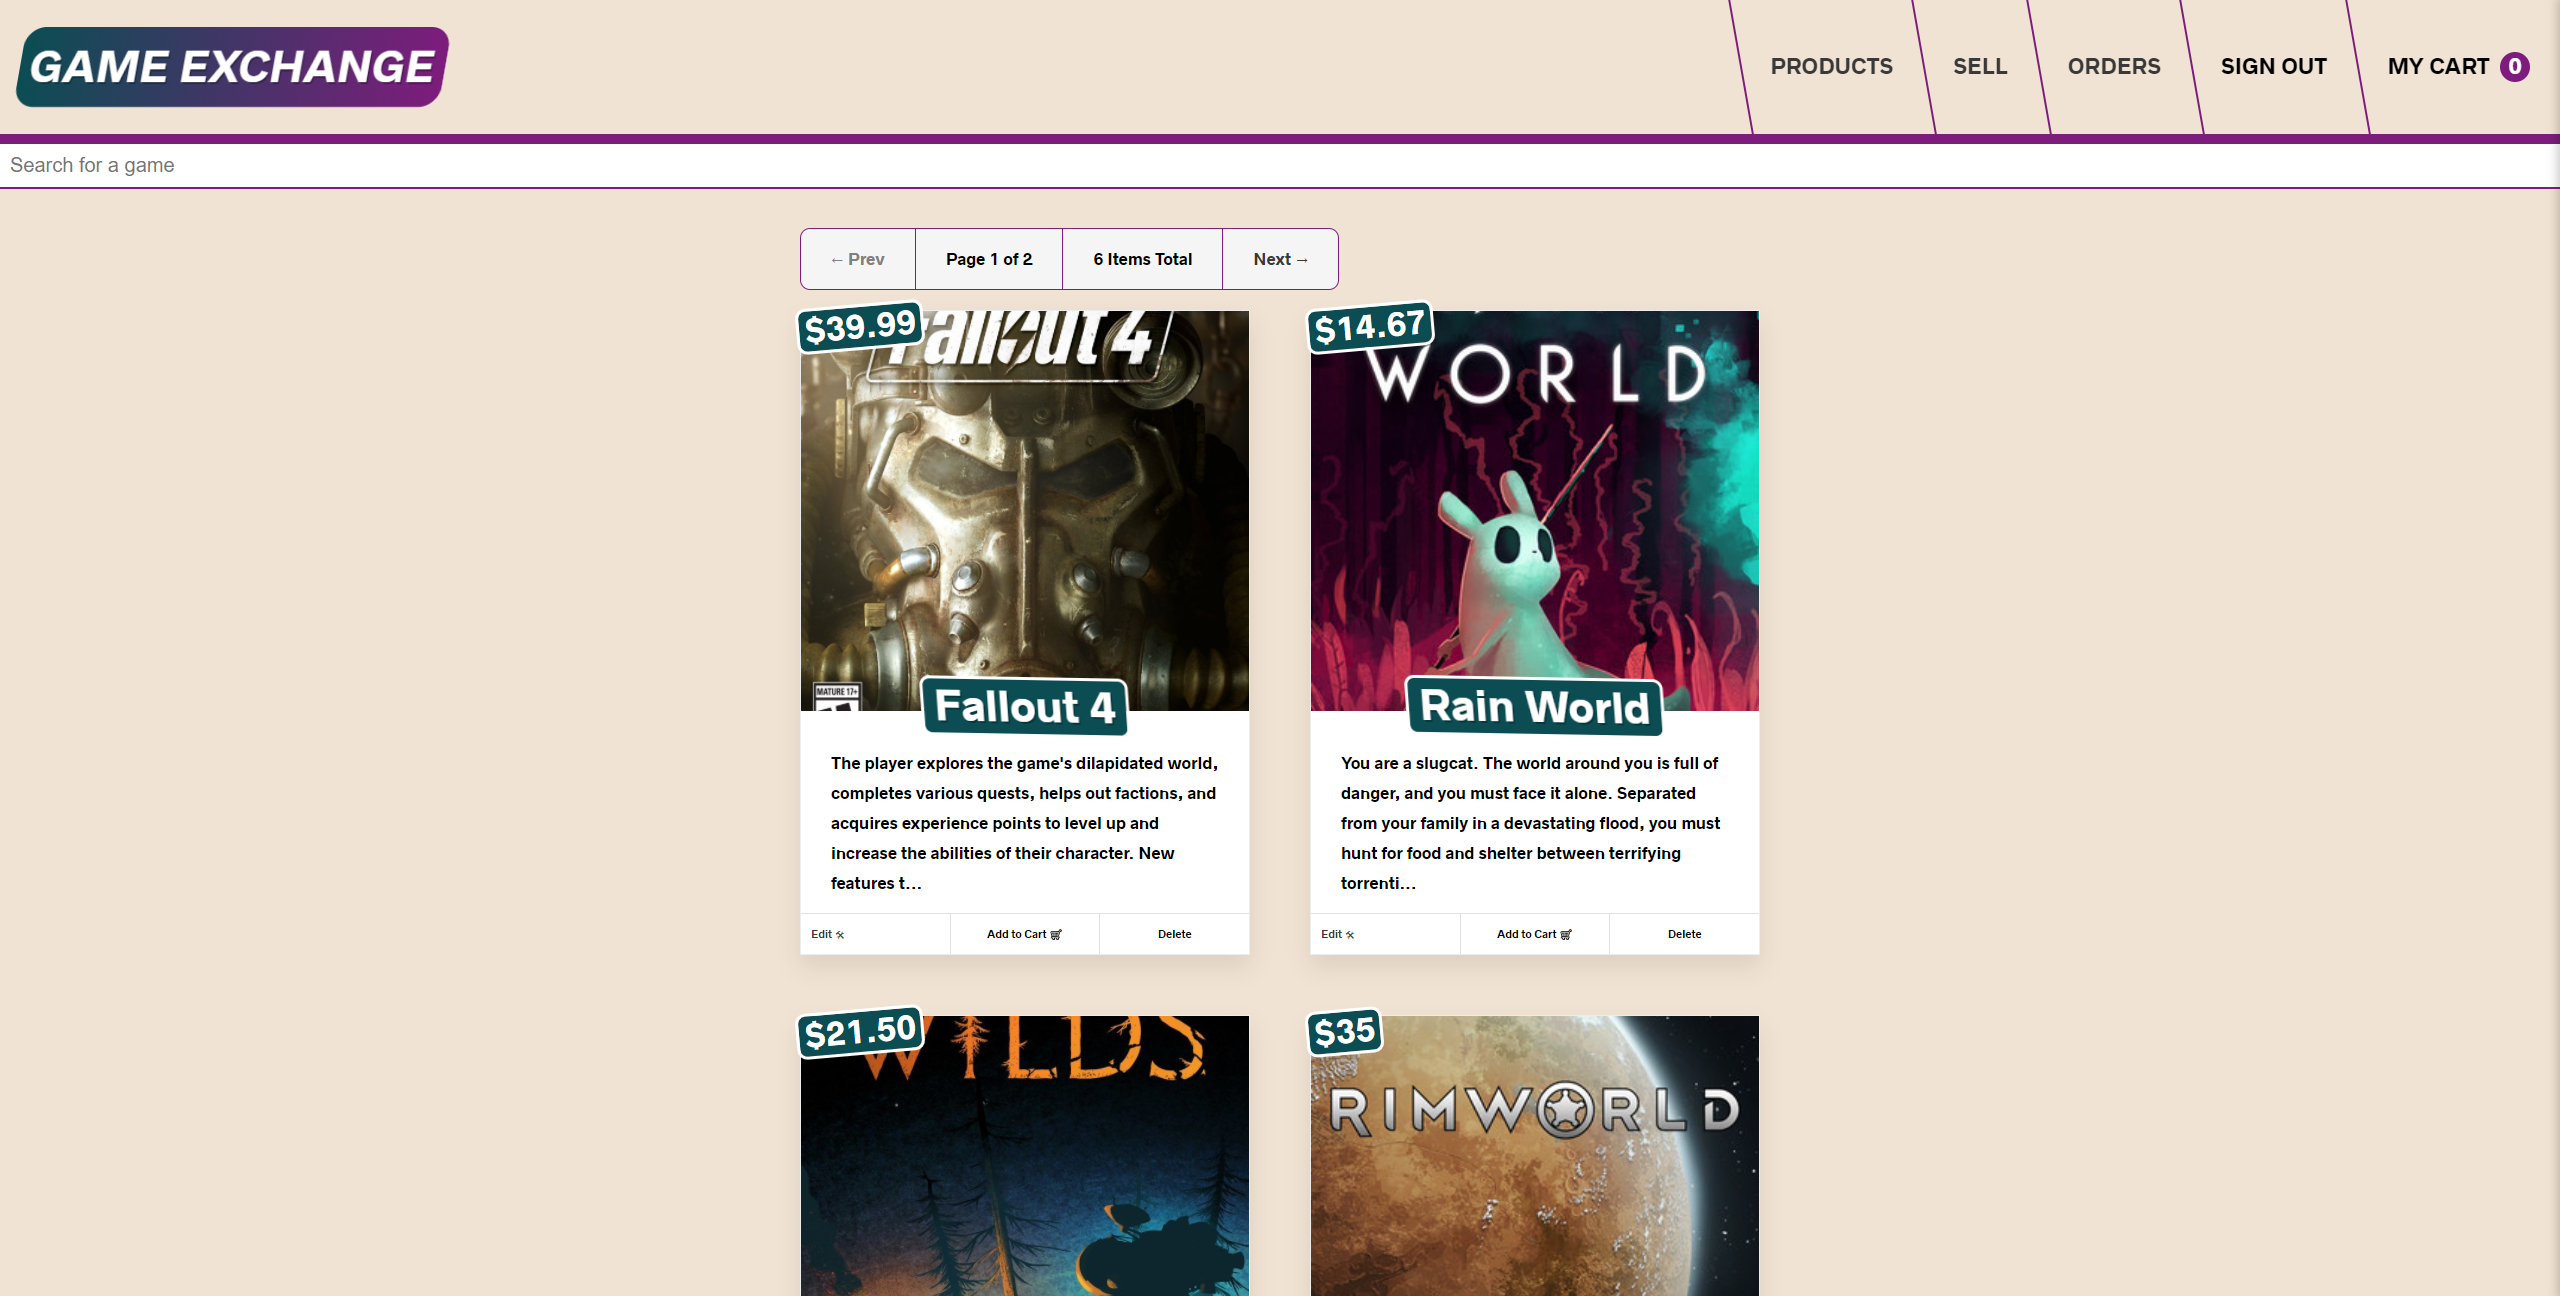 GAME EXCHANGE
PRODUCTS
SELL
ORDERS
SIGN OUT
MY CART 0
Search for a game
← Prev
Page 1 of 2
6 Items Total
Next →
$39.99
Fallout 4
MATURE 17+
Fallout 4
The player explores the game's dilapidated world,
completes various quests, helps out factions, and
acquires experience points to level up and
increase the abilities of their character. New
features t...
Edit 🛠
Add to Cart 🛒
Delete
$14.67
WORLD
Rain World
You are a slugcat. The world around you is full of
danger, and you must face it alone. Separated
from your family in a devastating flood, you must
hunt for food and shelter between terrifying
torrenti...
Edit 🛠
Add to Cart 🛒
Delete
$21.50
WILDS
$35
RIMWORLD